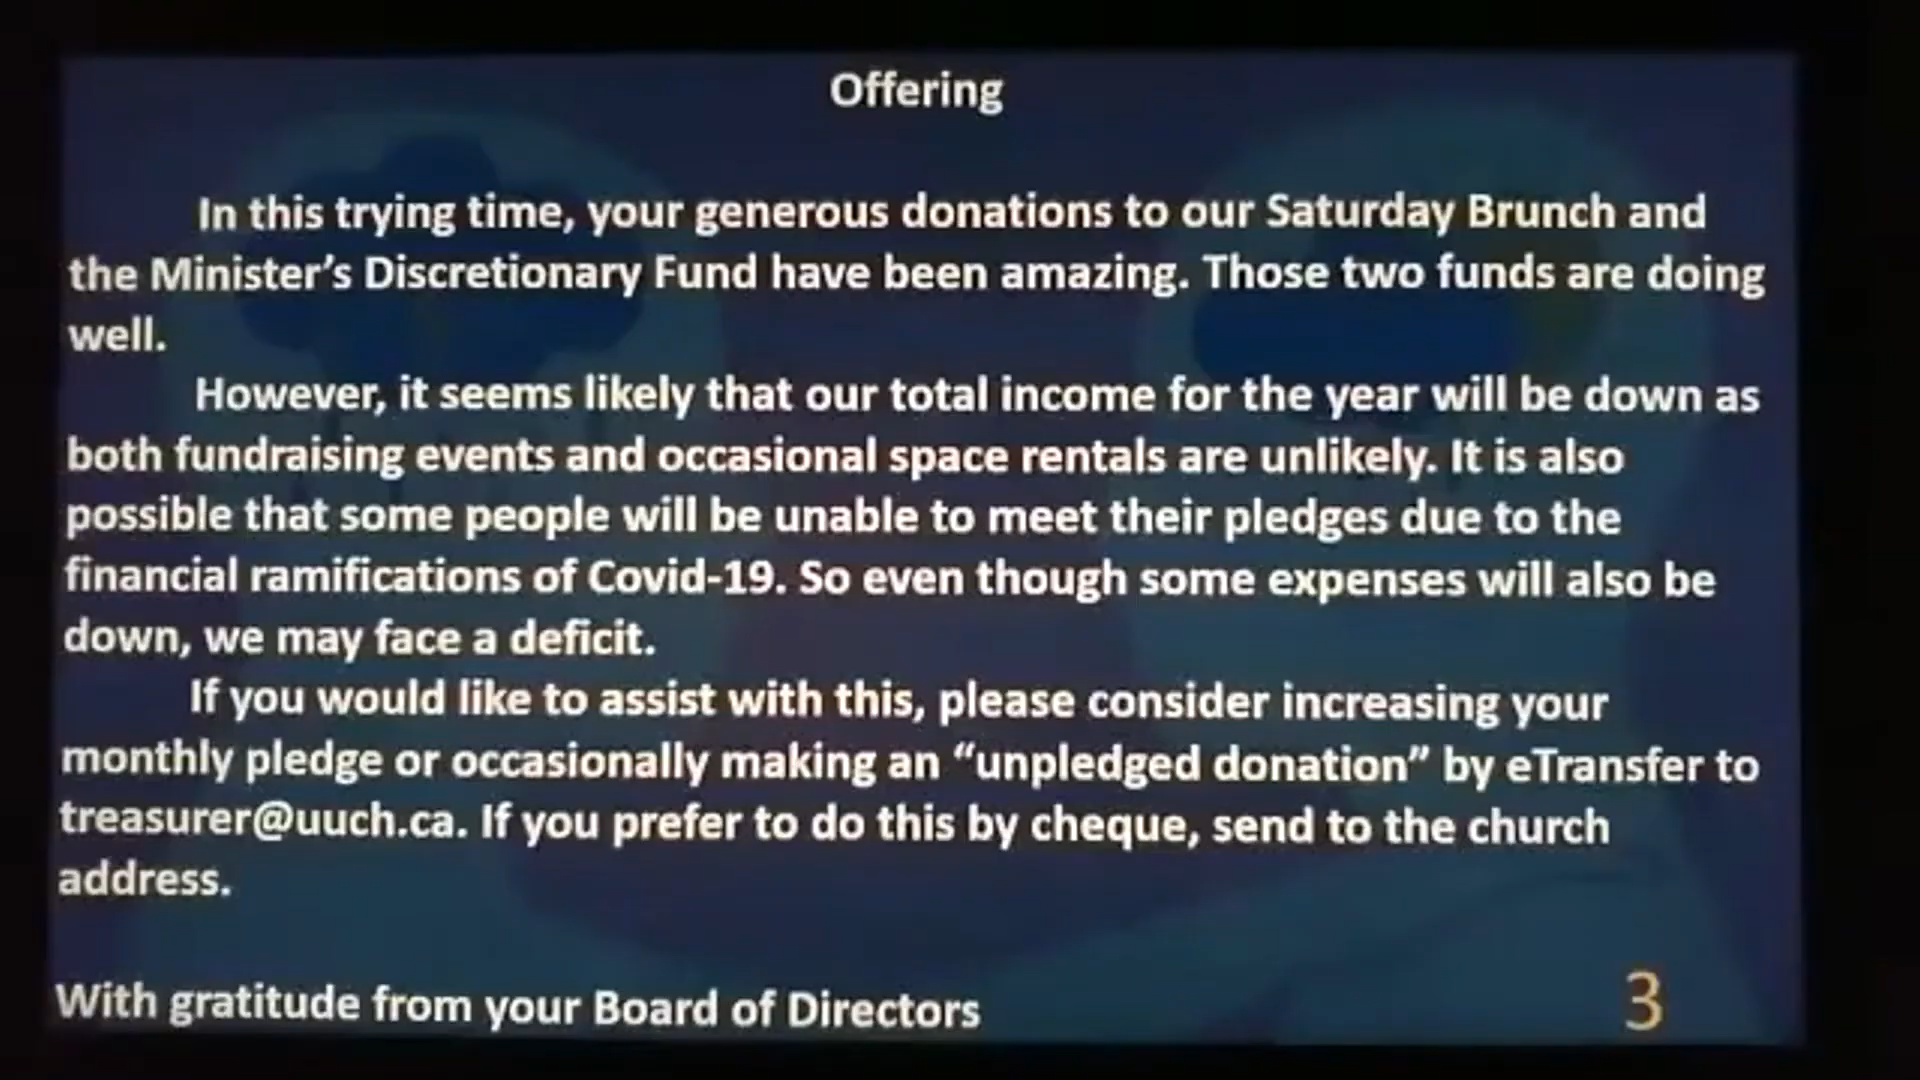 Offering
In this trying time, your generous donations to our Saturday Brunch and
the Minister's Discretionary Fund have been amazing. Those two funds are doing
well.
However, it seems likely that our total income for the year will be down as
both fundraising events and occasional space rentals are unlikely. It is also
possible that some people will be unable to meet their pledges due to the
financial ramifications of Covid-19. So even though some expenses will also be
down, we may face a deficit.
If you would like to assist with this, please consider increasing your
monthly pledge or occasionally making an “unpledged donation” by eTransfer to
treasurer@uuch.ca. If you prefer to do this by cheque, send to the church
address.
With gratitude from your Board of Directors
3